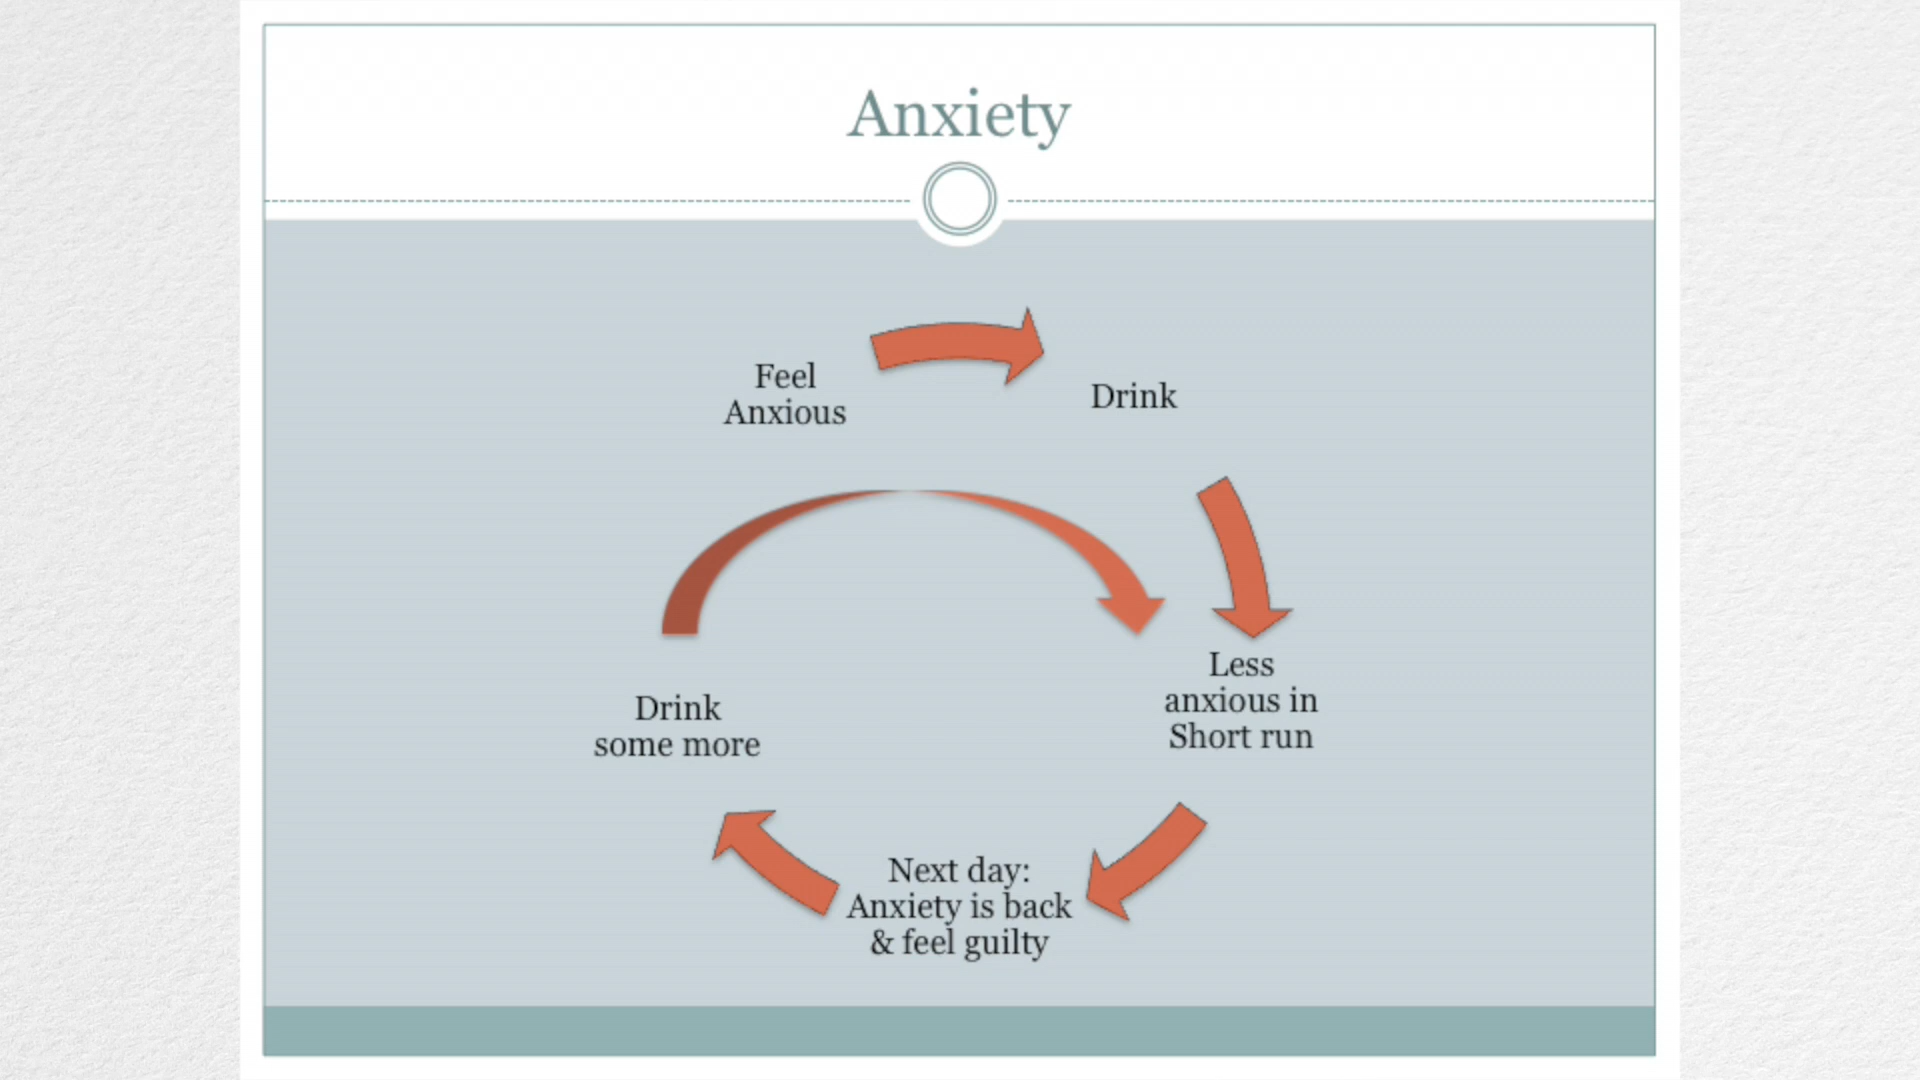 Anxiety
Feel
Anxious
Drink
Less
anxious in
Short run
Next day:
Anxiety is back
& feel guilty
Drink
some more